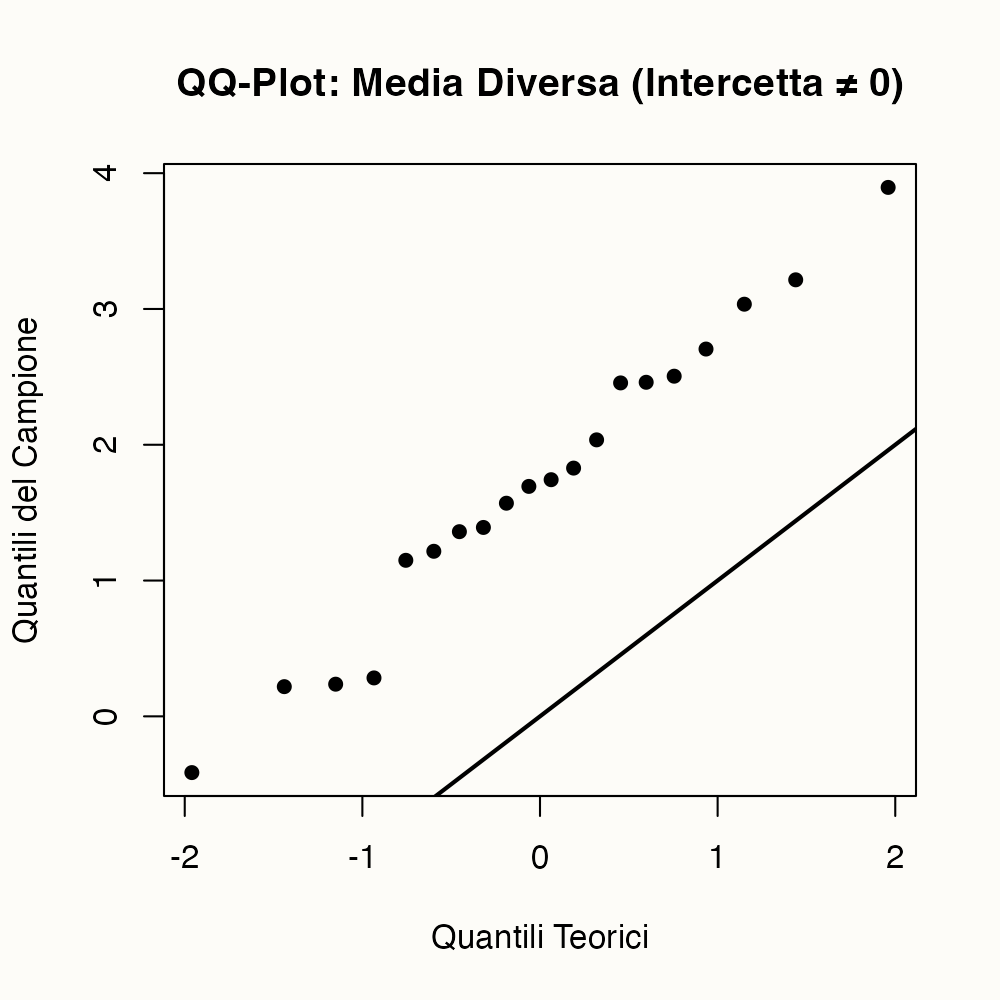 QQ-Plot: Media Diversa (Intercetta ≠ 0)
Quantili del Campione
4
3
2
1
0
-2 -1 0 1 2
Quantili Teorici